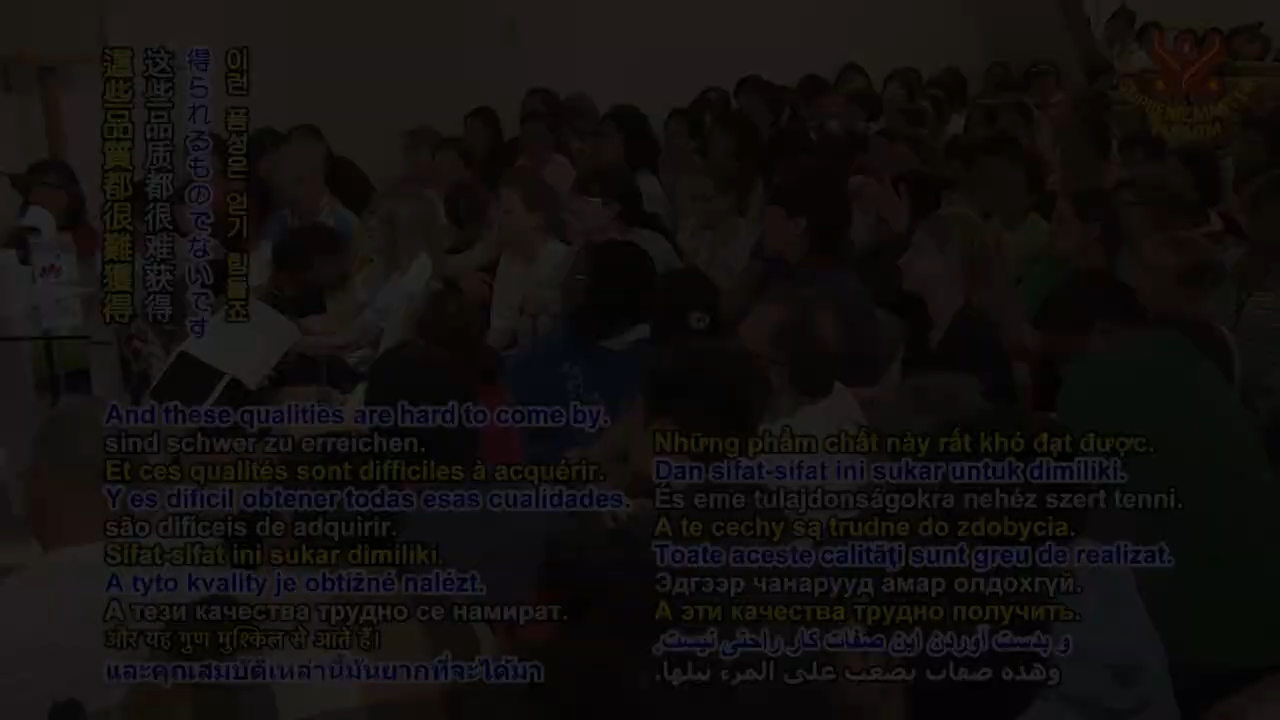 這些品質都很難獲得
这些品质都很难获得
得られるものでないです
이런 품성은 얻기 힘들죠
And these qualities are hard to come by.
sind schwer zu erreichen.
Et ces qualités sont difficiles à acquérir.
Y es difícil obtener todas esas cualidades.
são difíceis de adquirir.
Sifat-sifat ini sukar dimiliki.
A tyto kvality je obtížné nalézt.
А тези качества трудно се намират.
और यह गुण मुश्किल से आते हैं।
และคุณสมบัติเหล่านี้มันยากที่จะได้มา
Những phẩm chất này rất khó đạt được.
Dan sifat-sifat ini sukar untuk dimiliki.
És eme tulajdonságokra nehéz szert tenni.
A te cechy są trudne do zdobycia.
Toate aceste calităţi sunt greu de realizat.
Эдгээр чанарууд амар олдохгүй.
А эти качества трудно получить.
و بدست آوردن این صفات کار راحتی نیست.
وهذه صفات يصعب على المرء نيلها.